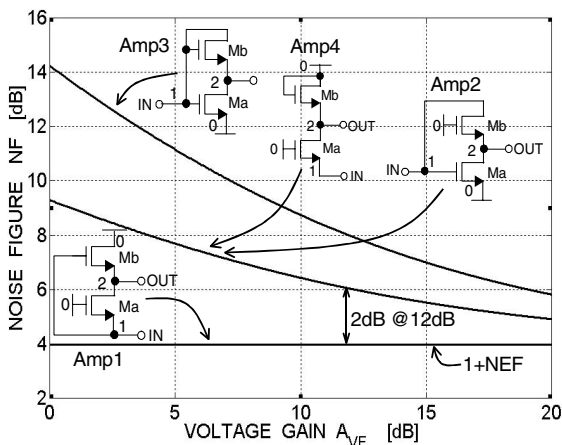 NOISE FIGURE NF [dB]
16
14
12
10
8
6
4
2
0
5
10
15
20
VOLTAGE GAIN A_VF [dB]
Amp3
Mb
2
IN
1
Ma
0
Amp4
0
Mb
2
OUT
0
Ma
1
IN
Amp2
0
Mb
1
2
OUT
IN
Ma
0
0
Mb
2
OUT
0
Ma
1
IN
Amp1
2dB @12dB
1+NEF